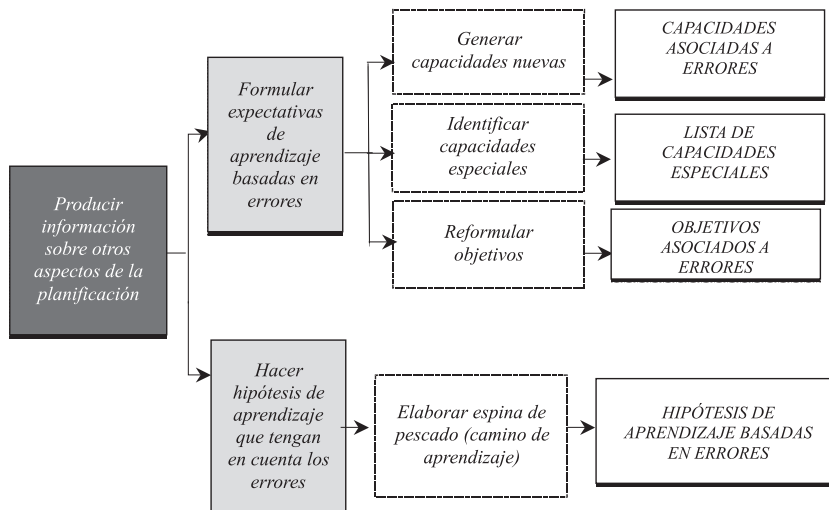 Producir
información
sobre otros
aspectos de la
planificación
Formular
expectativas
de
aprendizaje
basadas en
errores
Generar
capacidades nuevas
CAPACIDADES
ASOCIADAS A
ERRORES
Identificar
capacidades
especiales
LISTA DE
CAPACIDADES
ESPECIALES
Reformular
objetivos
OBJETIVOS
ASOCIADOS A
ERRORES
Hacer
hipótesis de
aprendizaje
que tengan
en cuenta los
errores
Elaborar espina de
pescado (camino de
aprendizaje)
HIPÓTESIS DE
APRENDIZAJE BASADAS
EN ERRORES